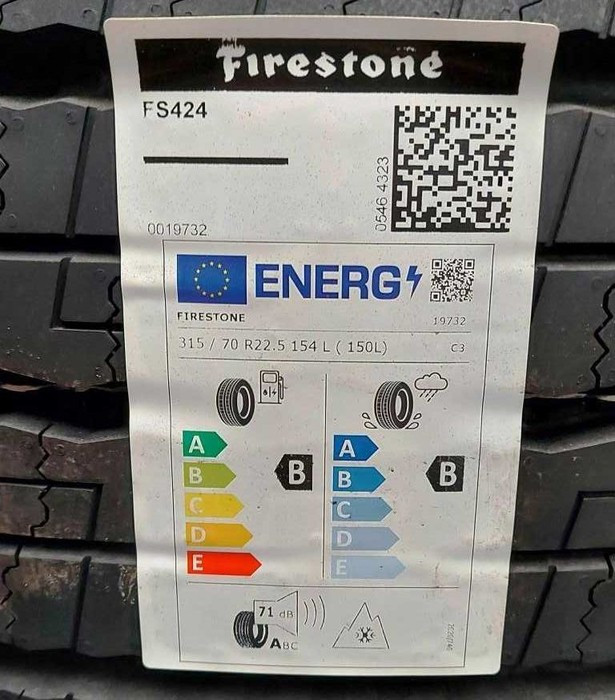 Firestone
FS424
0546 4323
0019732
ENERG
FIRESTONE
19732
315 / 70 R22.5 154 L ( 150L)
C3
A
B
C
D
E
B
A
B
C
D
E
B
71 dB
ABC